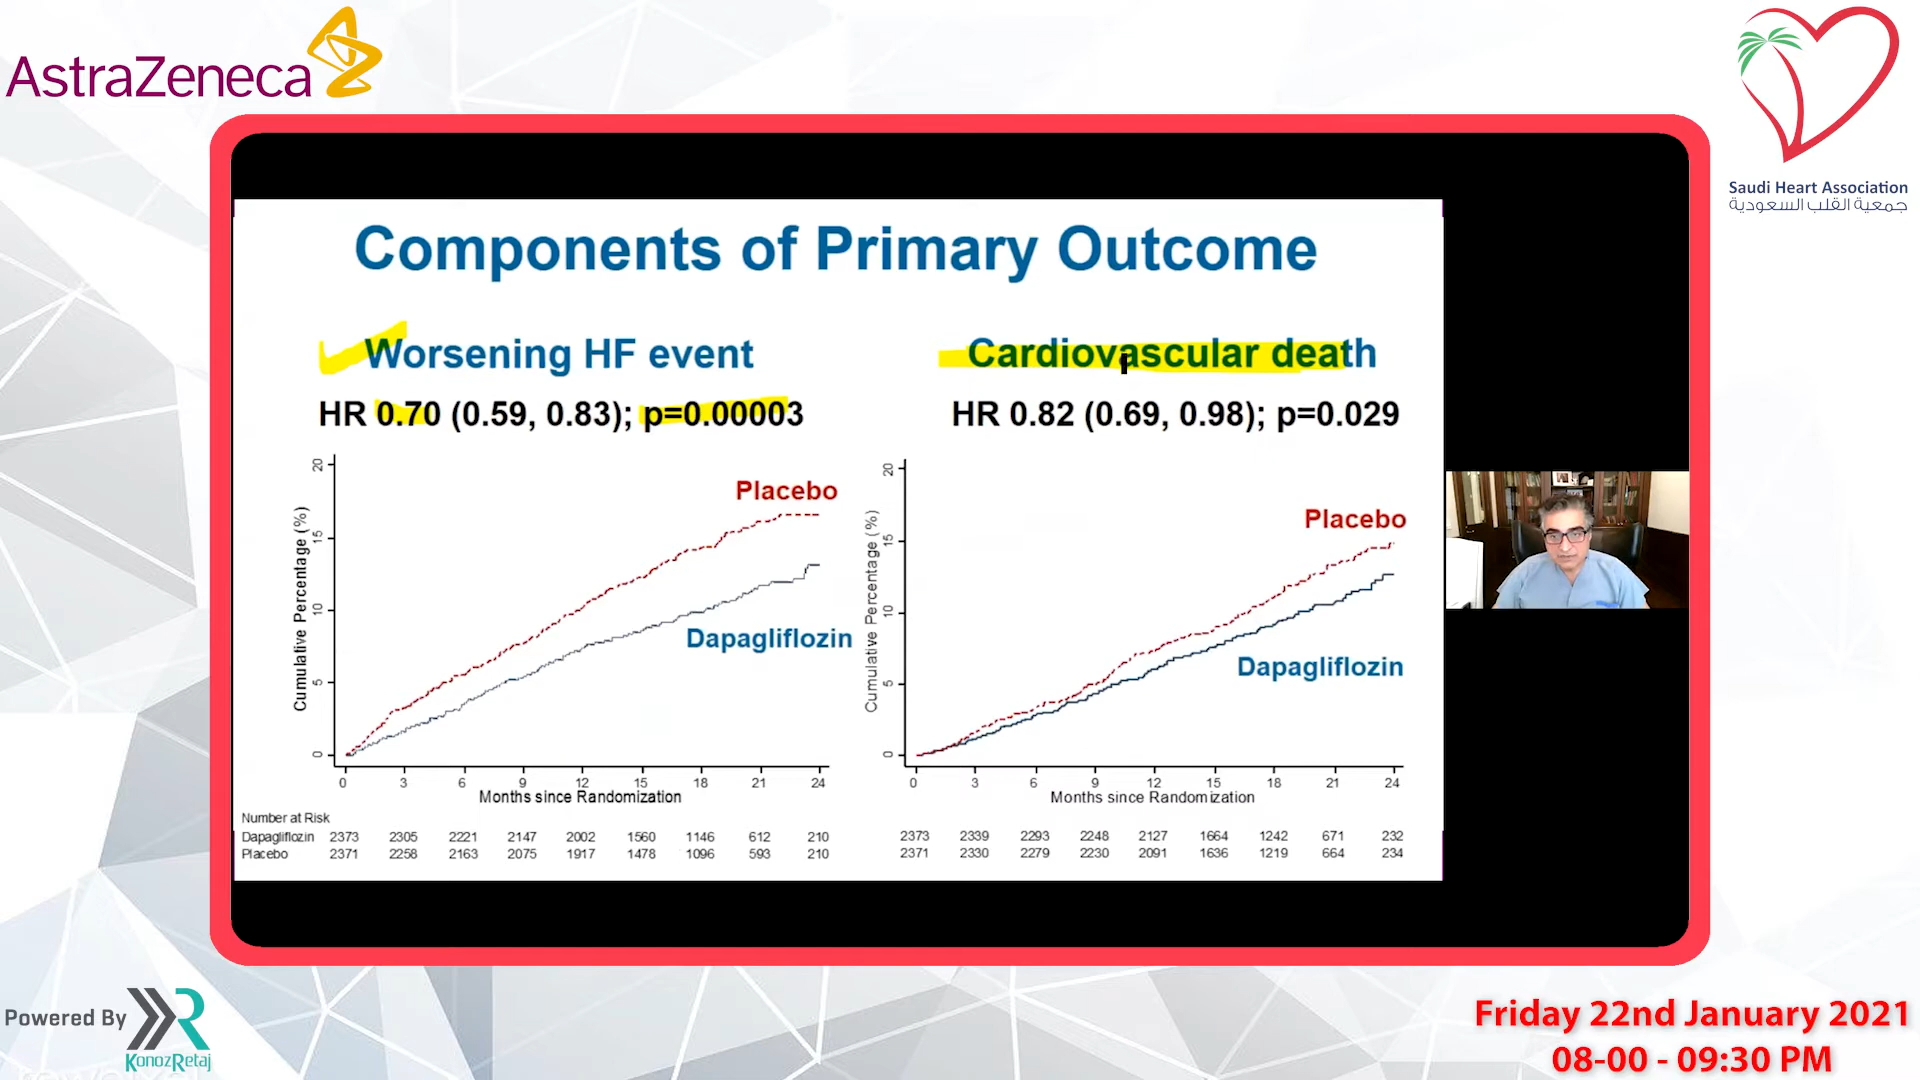 AstraZeneca
Saudi Heart Association
جمعية القلب السعودية
Components of Primary Outcome
Worsening HF event
HR 0.70 (0.59, 0.83); p=0.00003
Cumulative Percentage (%)
20
15
10
5
0
Placebo
Dapagliflozin
0 3 6 9 12 15 18 21 24
Months since Randomization
Cardiovascular death
HR 0.82 (0.69, 0.98); p=0.029
Cumulative Percentage (%)
20
15
10
5
0
Placebo
Dapagliflozin
0 3 6 9 12 15 18 21 24
Months since Randomization
Number at Risk
Dapagliflozin 2373 2305 2221 2147 2002 1560 1146 612 210 2373 2339 2293 2248 2127 1664 1242 671 232
Placebo 2371 2258 2163 2075 1917 1478 1096 593 210 2371 2330 2279 2230 2091 1636 1219 664 234
Powered By
KonozRetaj
Friday 22nd January 2021
08-00 - 09:30 PM